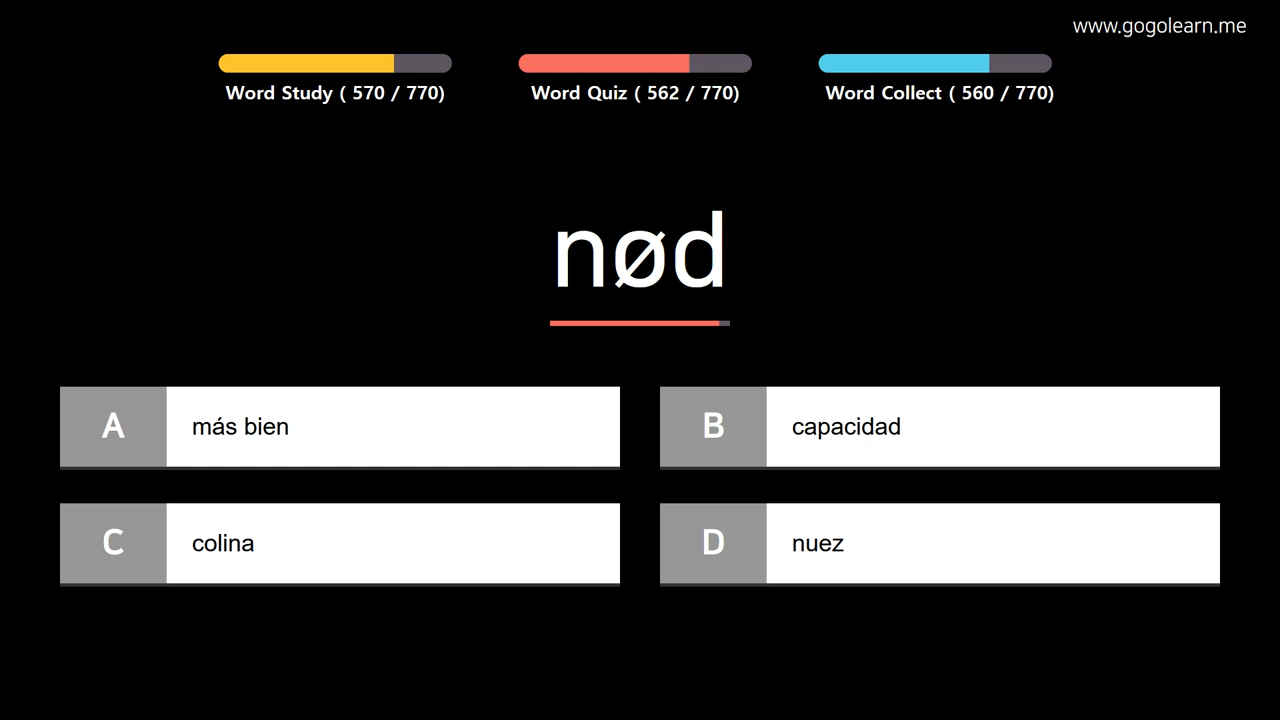 www.gogolearn.me
Word Study ( 570 / 770)
Word Quiz ( 562 / 770)
Word Collect ( 560 / 770)
nød
A más bien
B capacidad
C colina
D nuez